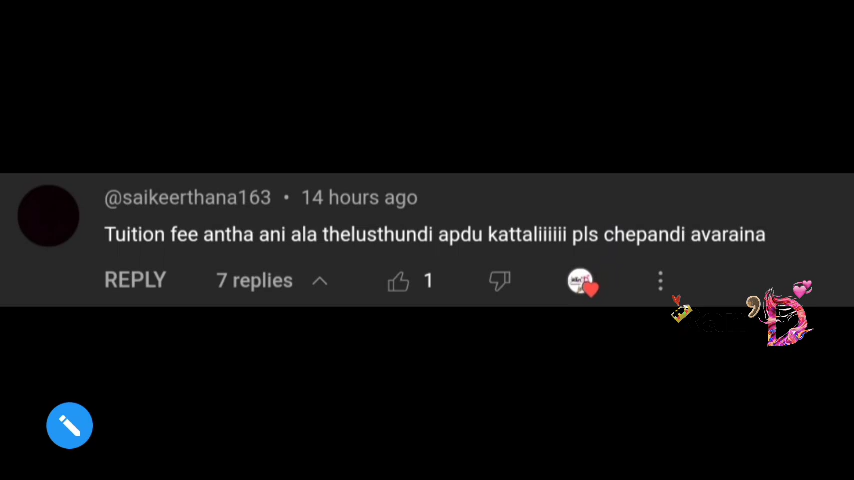 @saikeerthana163 • 14 hours ago
Tuition fee antha ani ala thelusthundi apdu kattaliiiiii pls chepandi avaraina
REPLY 7 replies 1
'D